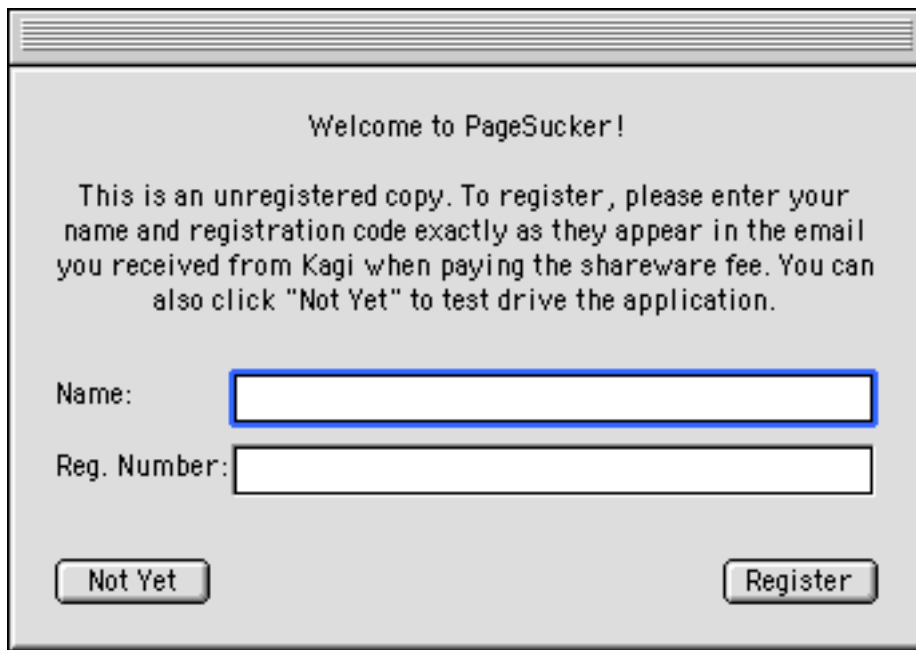 Welcome to PageSucker!
This is an unregistered copy. To register, please enter your
name and registration code exactly as they appear in the email
you received from Kagi when paying the shareware fee. You can
also click "Not Yet" to test drive the application.
Name:
Reg. Number:
Not Yet
Register